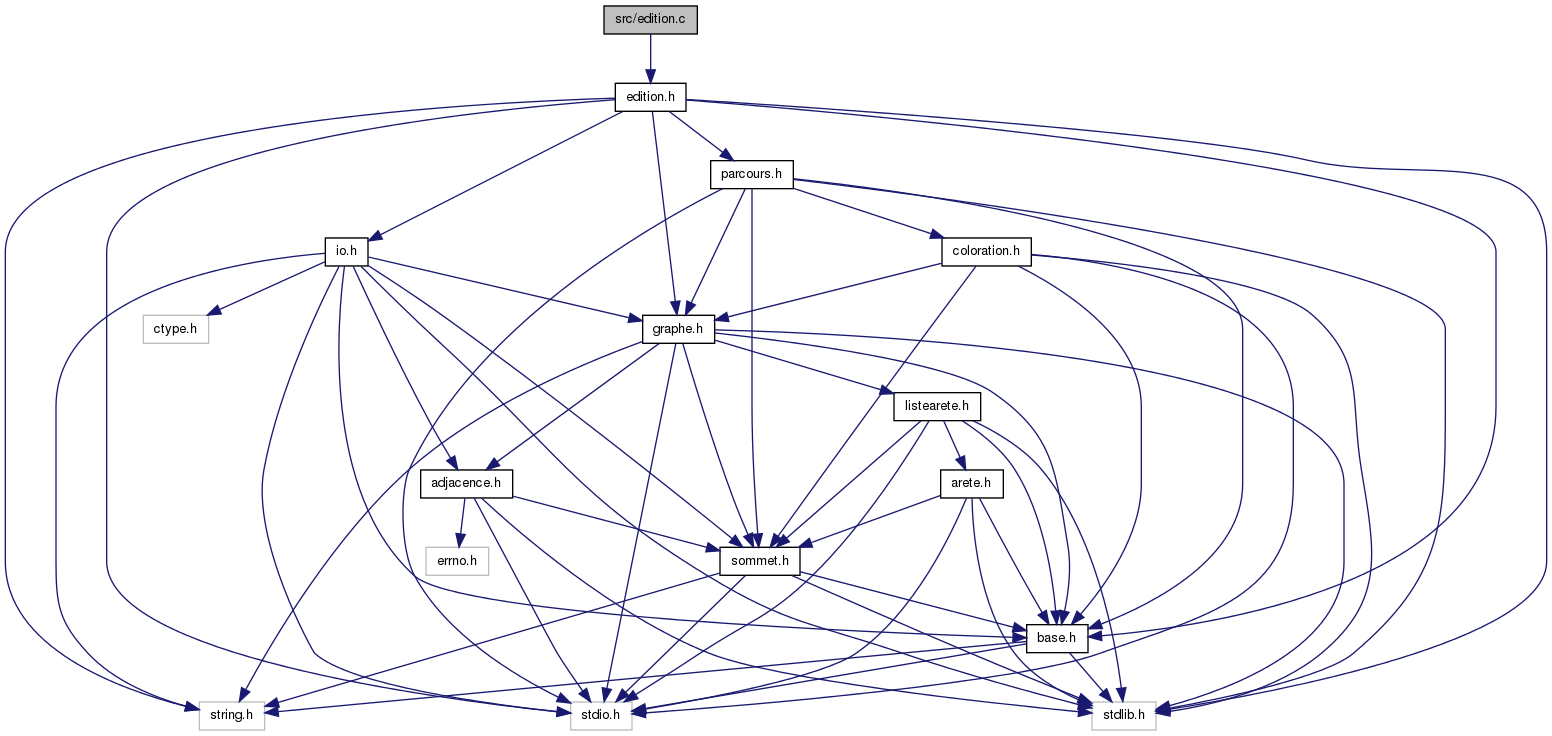 src/edition.c
edition.h
parcours.h
io.h
coloration.h
ctype.h
graphe.h
listearete.h
adjacence.h
arete.h
errno.h
sommet.h
base.h
string.h
stdio.h
stdlib.h